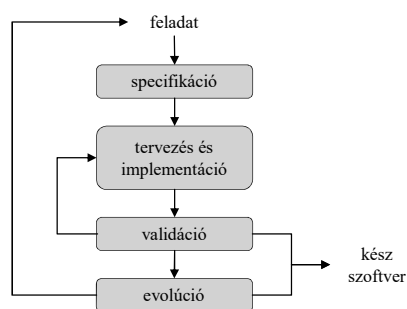 feladat
specifikáció
tervezés és
implementáció
validáció
kész
szoftver
evolúció